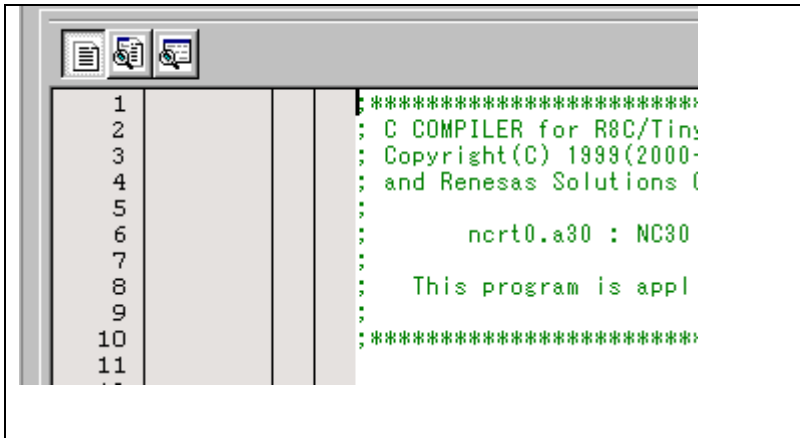 1 ;************************
2 ; C COMPILER for R8C/Tiny
3 ; Copyright(C) 1999(2000-
4 ; and Renesas Solutions
5 ;
6 ; ncrt0.a30 : NC30
7 ;
8 ; This program is appl
9 ;
10 ;************************
11